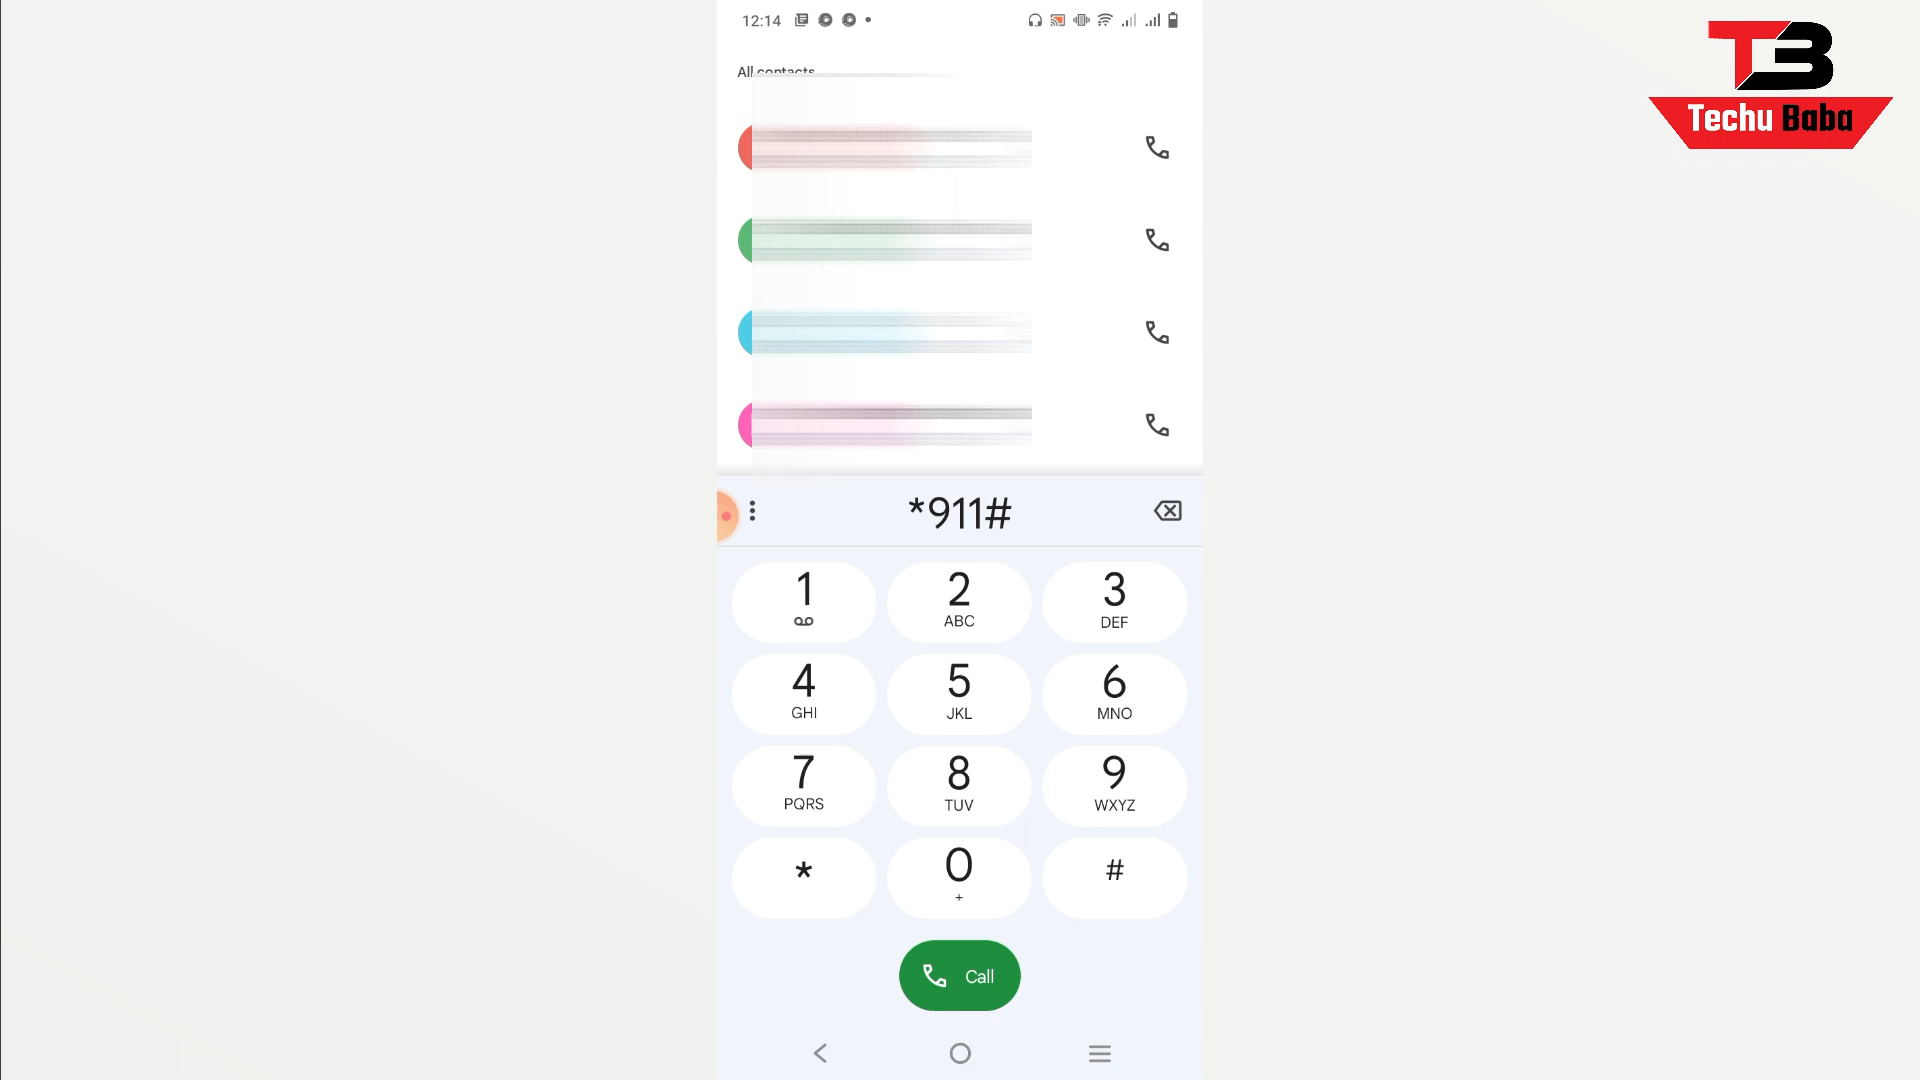 12:14
Techu Baba
All contacts
*911#
1
2
ABC
3
DEF
4
GHI
5
JKL
6
MNO
7
PQRS
8
TUV
9
WXYZ
*
0
+
#
Call